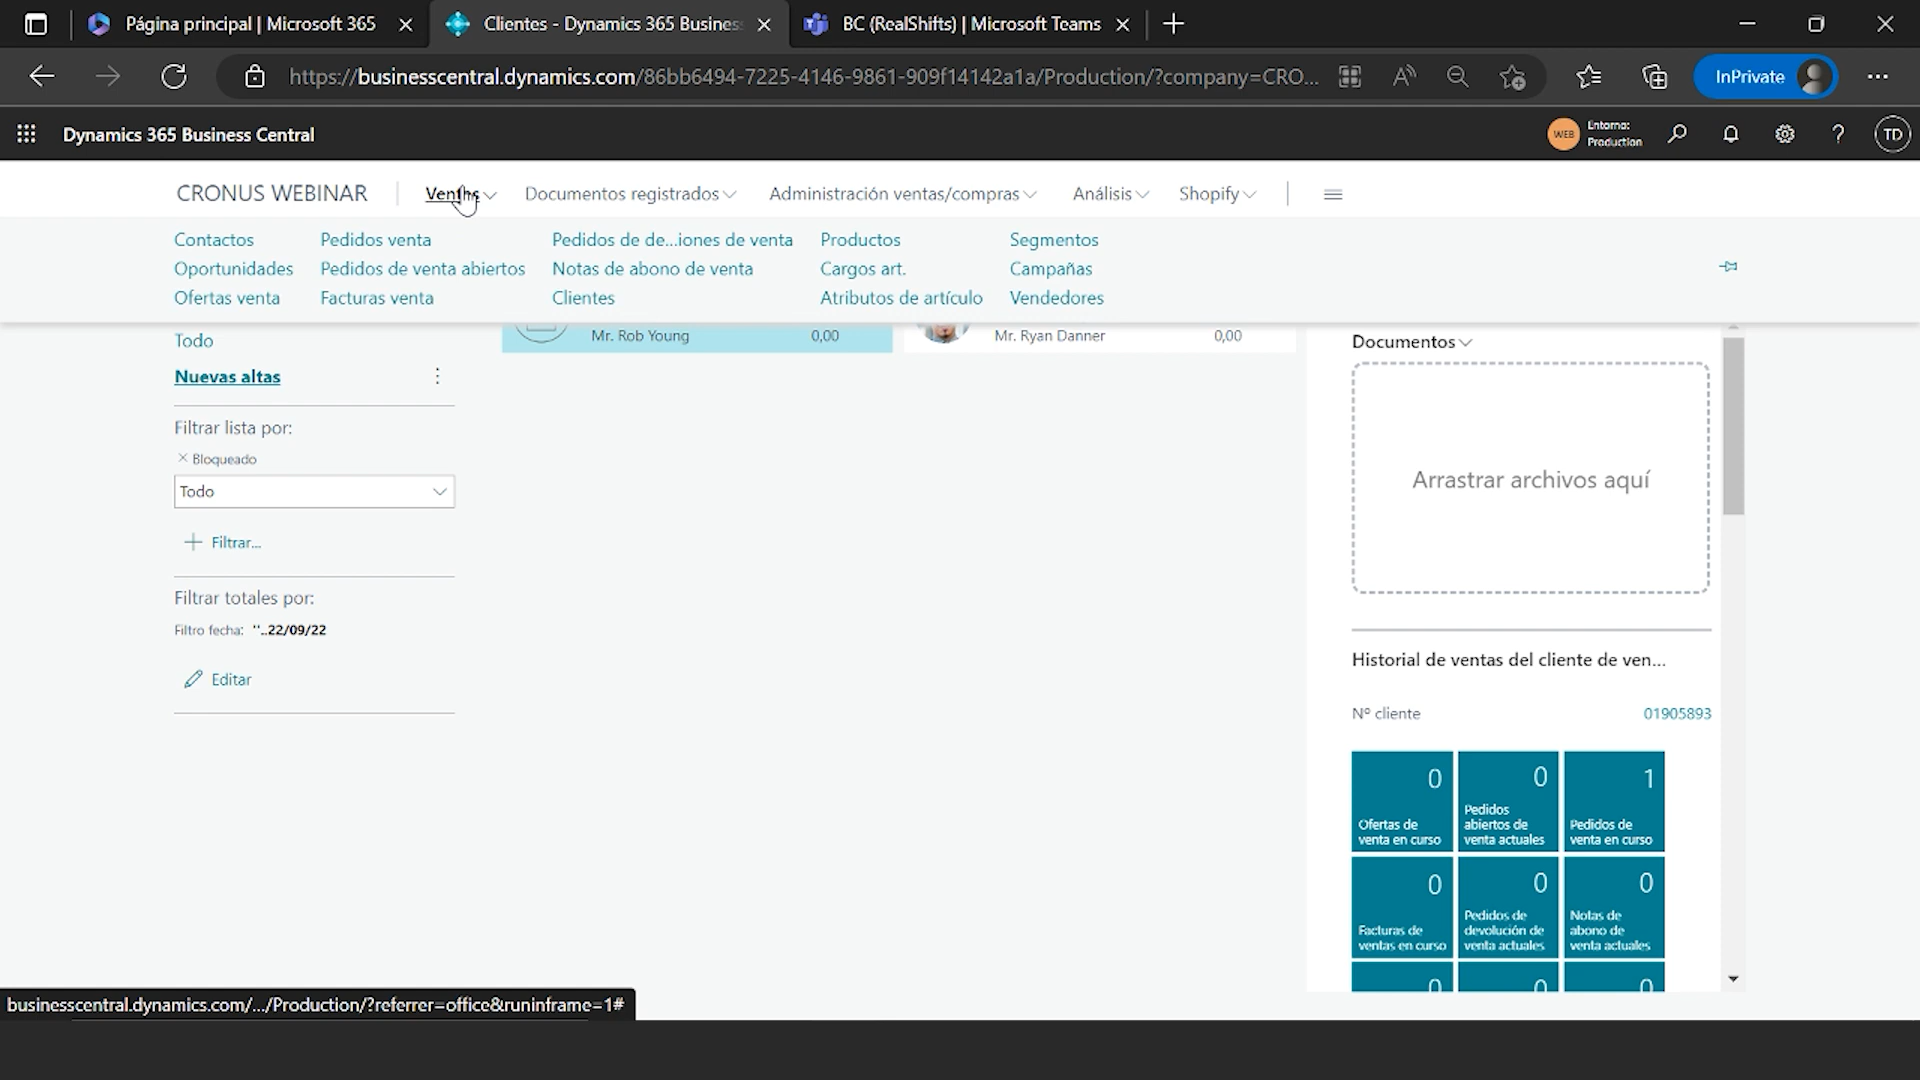 Página principal | Microsoft 365
Clientes - Dynamics 365 Business
BC (RealShifts) | Microsoft Teams
https://businesscentral.dynamics.com/86bb6494-7225-4146-9861-909f14142a1a/Production/?company=CRO...
InPrivate
Dynamics 365 Business Central
WEB
Entorno:
Production
TD
CRONUS WEBINAR
Ventas
Documentos registrados
Administración ventas/compras
Análisis
Shopify
Contactos
Pedidos venta
Pedidos de de...iones de venta
Productos
Segmentos
Oportunidades
Pedidos de venta abiertos
Notas de abono de venta
Cargos art.
Campañas
Ofertas venta
Facturas venta
Clientes
Atributos de artículo
Vendedores
Todo
Mr. Rob Young
0,00
Mr. Ryan Danner
0,00
Nuevas altas
Filtrar lista por:
Bloqueado
Todo
Filtrar...
Filtrar totales por:
Filtro fecha: ''..22/09/22
Editar
Documentos
Arrastrar archivos aquí
Historial de ventas del cliente de ven...
Nº cliente
01905893
0
Ofertas de
venta en curso
0
Pedidos
abiertos de
venta actuales
1
Pedidos de
venta en curso
0
Facturas de
ventas en curso
0
Pedidos de
devolución de
venta actuales
0
Notas de
abono de
venta actuales
0
0
0
businesscentral.dynamics.com/.../Production/?referrer=office&runinframe=1#